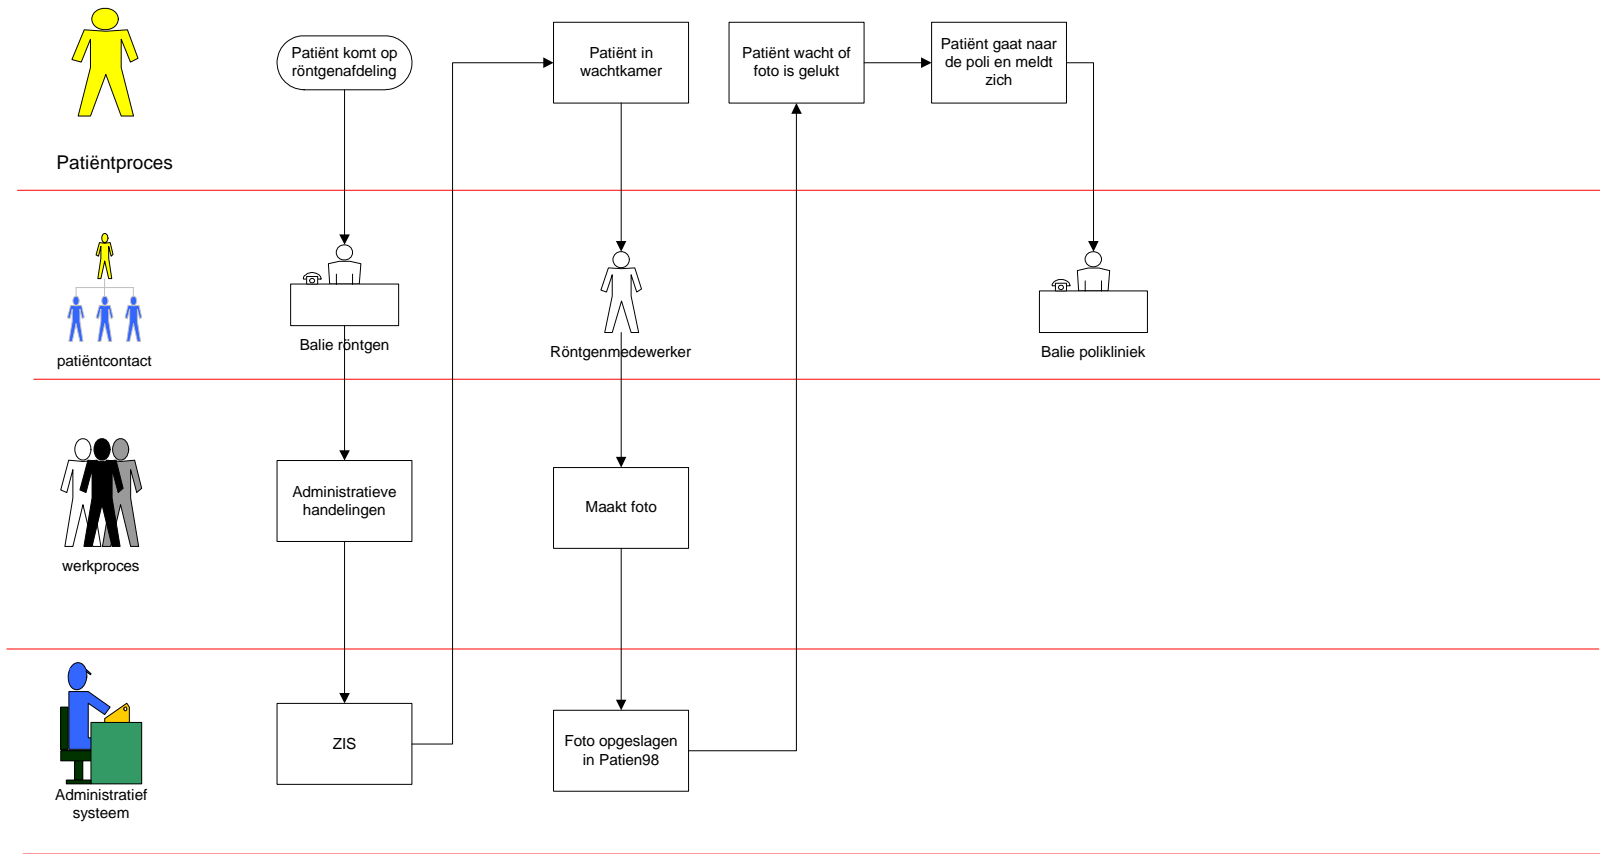 Patiënt komt op
röntgenafdeling
Patiënt in
wachtkamer
Patiënt wacht of
foto is gelukt
Patiënt gaat naar
de poli en meldt
zich
Patiëntproces
Balie röntgen
Röntgenmedewerker
Balie polikliniek
patiëntcontact
Administratieve
handelingen
Maakt foto
werkproces
ZIS
Foto opgeslagen
in Patien98
Administratief
systeem